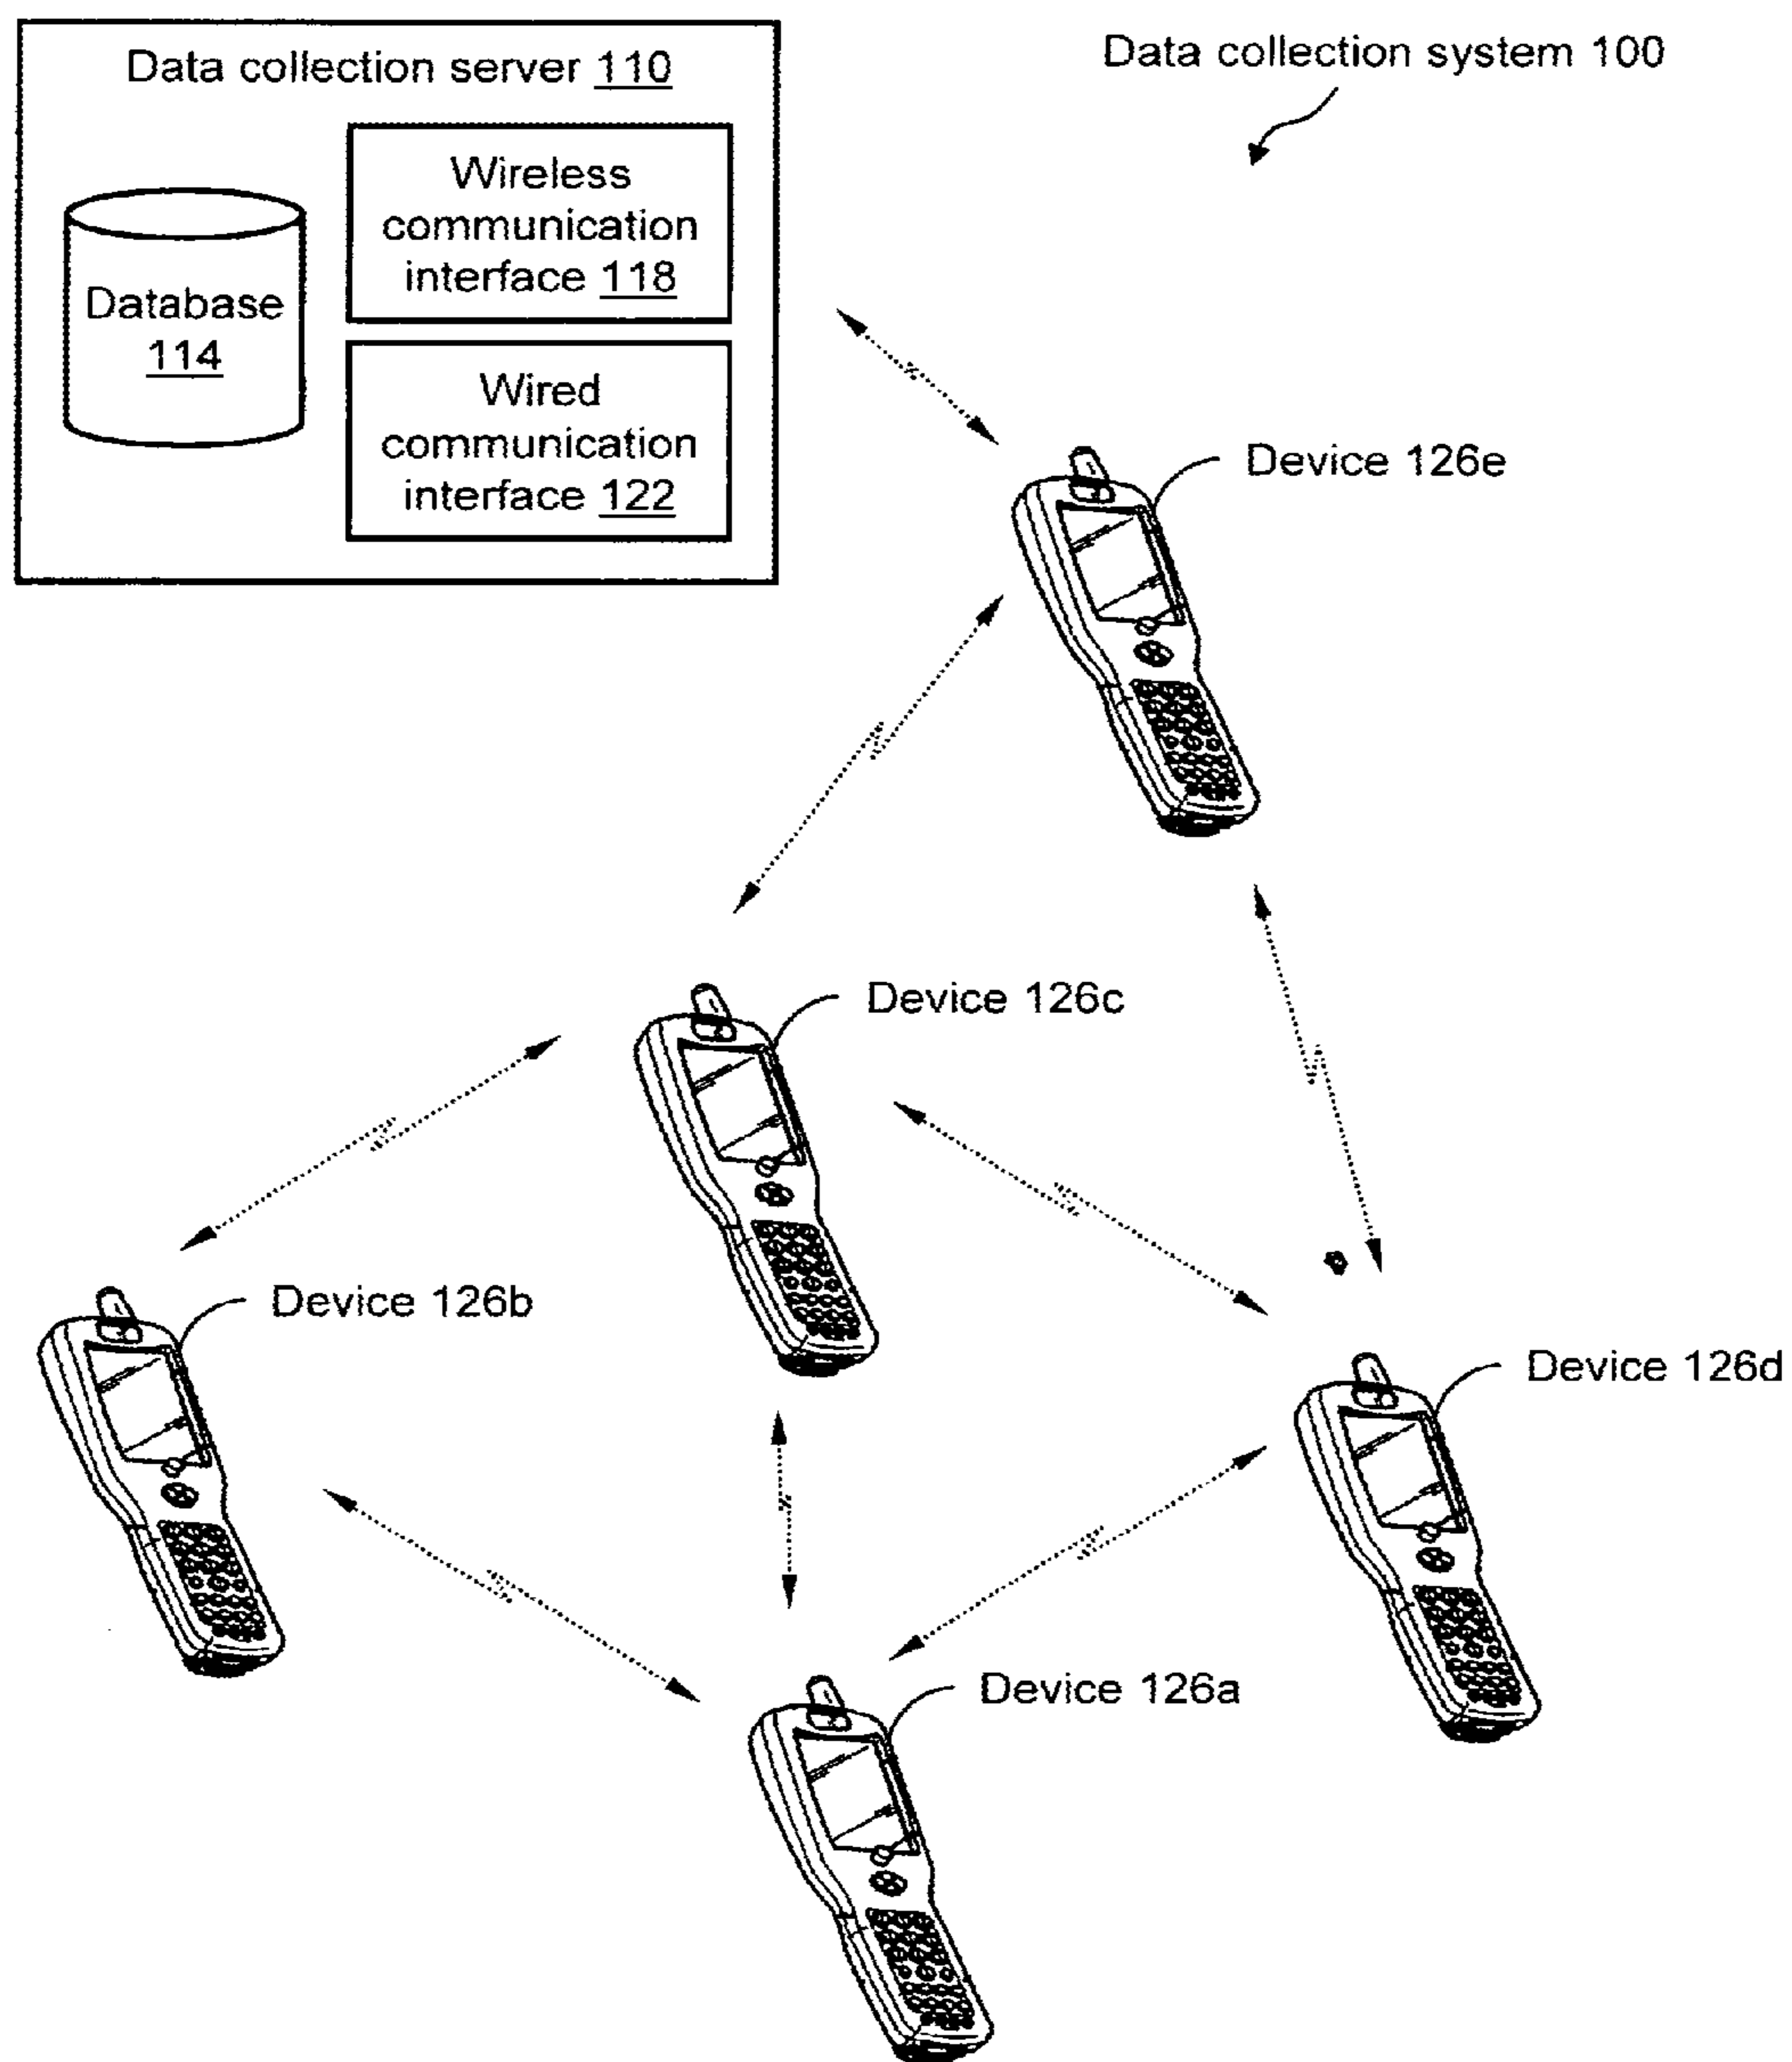 Data collection server 110
Data collection system 100
Wireless
communication
interface 118
Database
114
Wired
communication
interface 122
Device 126e
Device 126c
Device 126b
Device 126d
Device 126a